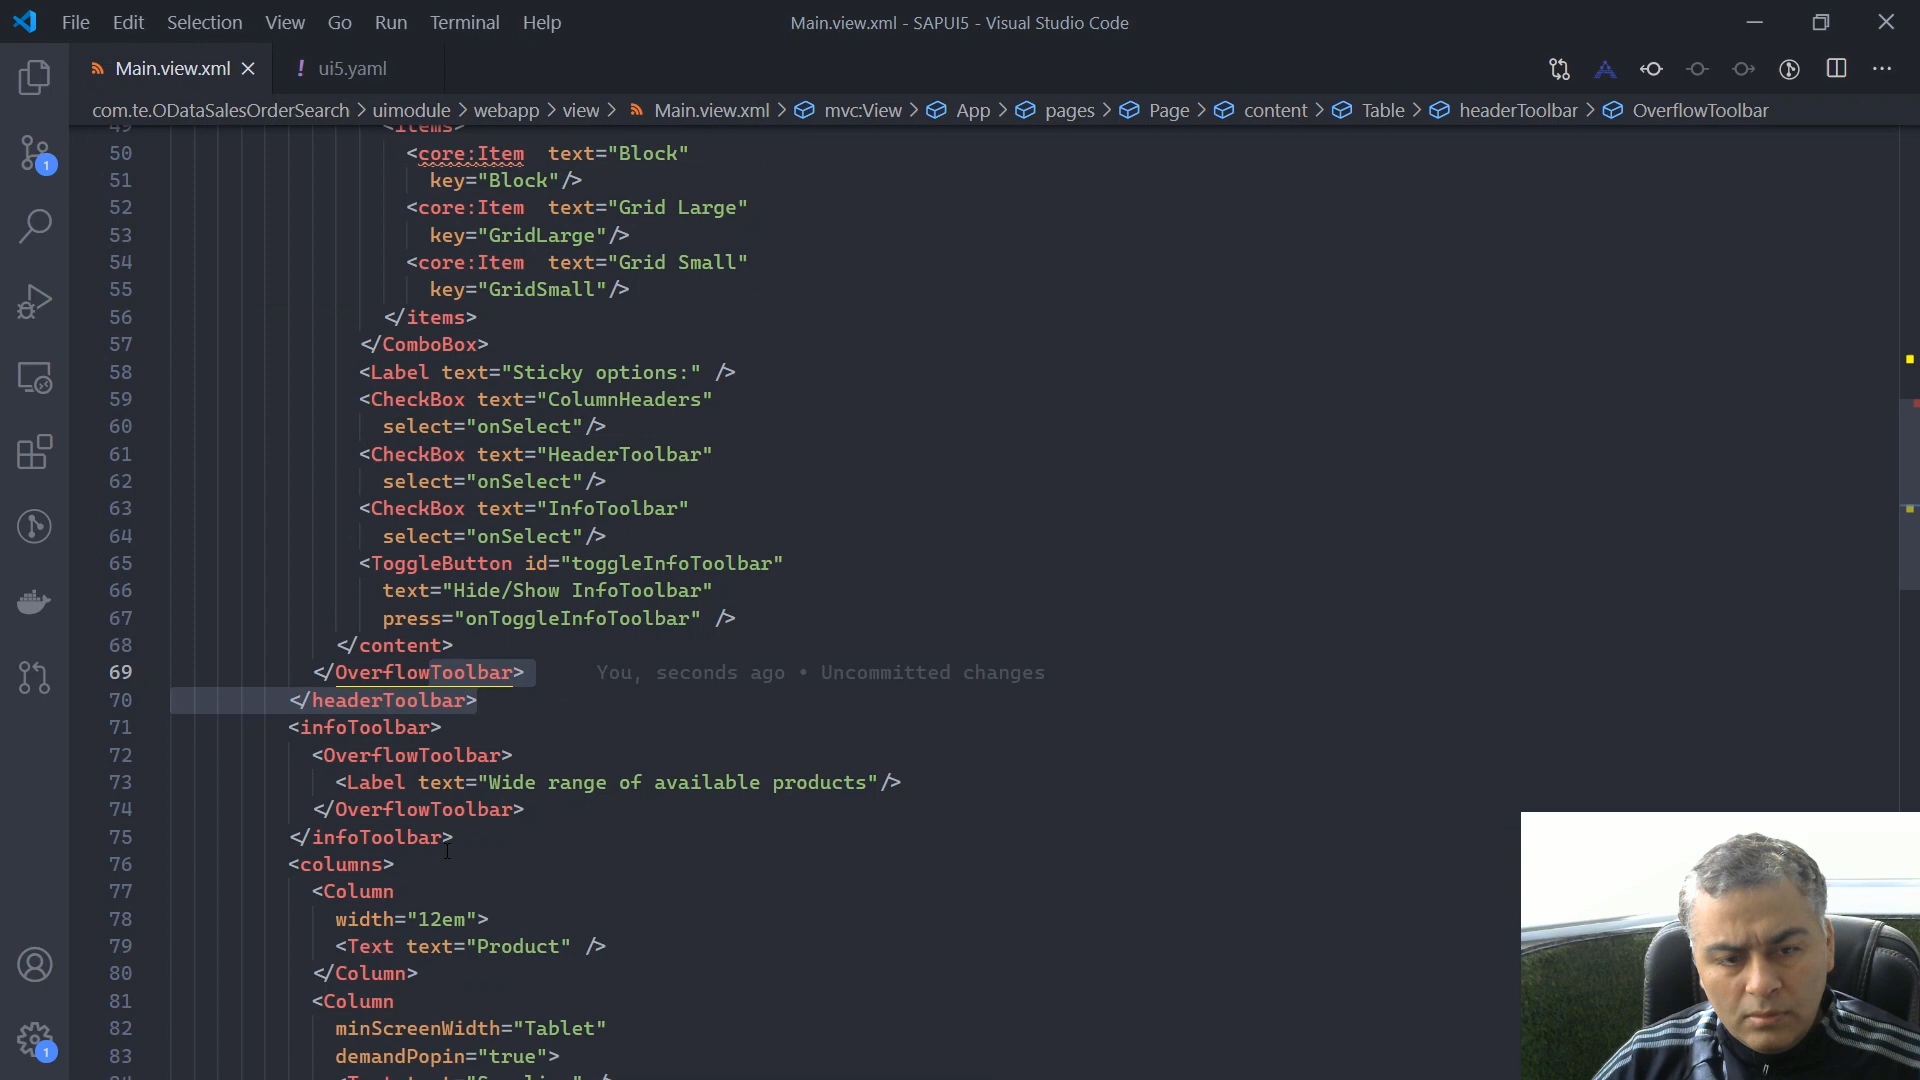 File Edit Selection View Go Run Terminal Help
Main.view.xml - SAPUI5 - Visual Studio Code
Main.view.xml
! ui5.yaml
com.te.ODataSalesOrderSearch > uimodule > webapp > view > Main.view.xml > mvc:View > App > pages > Page > content > Table > headerToolbar > OverflowToolbar
49 <items>
50 <core:Item text="Block"
51 key="Block"/>
52 <core:Item text="Grid Large"
53 key="GridLarge"/>
54 <core:Item text="Grid Small"
55 key="GridSmall"/>
56 </items>
57 </ComboBox>
58 <Label text="Sticky options:" />
59 <CheckBox text="ColumnHeaders"
60 select="onSelect"/>
61 <CheckBox text="HeaderToolbar"
62 select="onSelect"/>
63 <CheckBox text="InfoToolbar"
64 select="onSelect"/>
65 <ToggleButton id="toggleInfoToolbar"
66 text="Hide/Show InfoToolbar"
67 press="onToggleInfoToolbar" />
68 </content>
69 </OverflowToolbar> You, seconds ago • Uncommitted changes
70 </headerToolbar>
71 <infoToolbar>
72 <OverflowToolbar>
73 <Label text="Wide range of available products"/>
74 </OverflowToolbar>
75 </infoToolbar>
76 <columns>
77 <Column
78 width="12em">
79 <Text text="Product" />
80 </Column>
81 <Column
82 minScreenWidth="Tablet"
83 demandPopin="true">
1
1